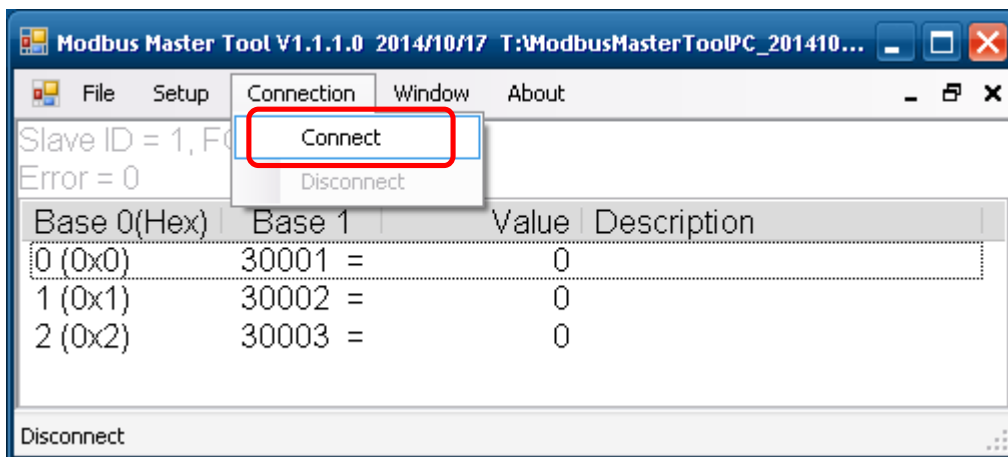 Modbus Master Tool V1.1.1.0 2014/10/17 T:\ModbusMasterToolPC_201410...
File Setup Connection Window About
Slave ID = 1,
Connect
Error = 0
Disconnect
Base 0(Hex) Base 1 Value Description
0 (0x0) 30001 = 0
1 (0x1) 30002 = 0
2 (0x2) 30003 = 0
Disconnect